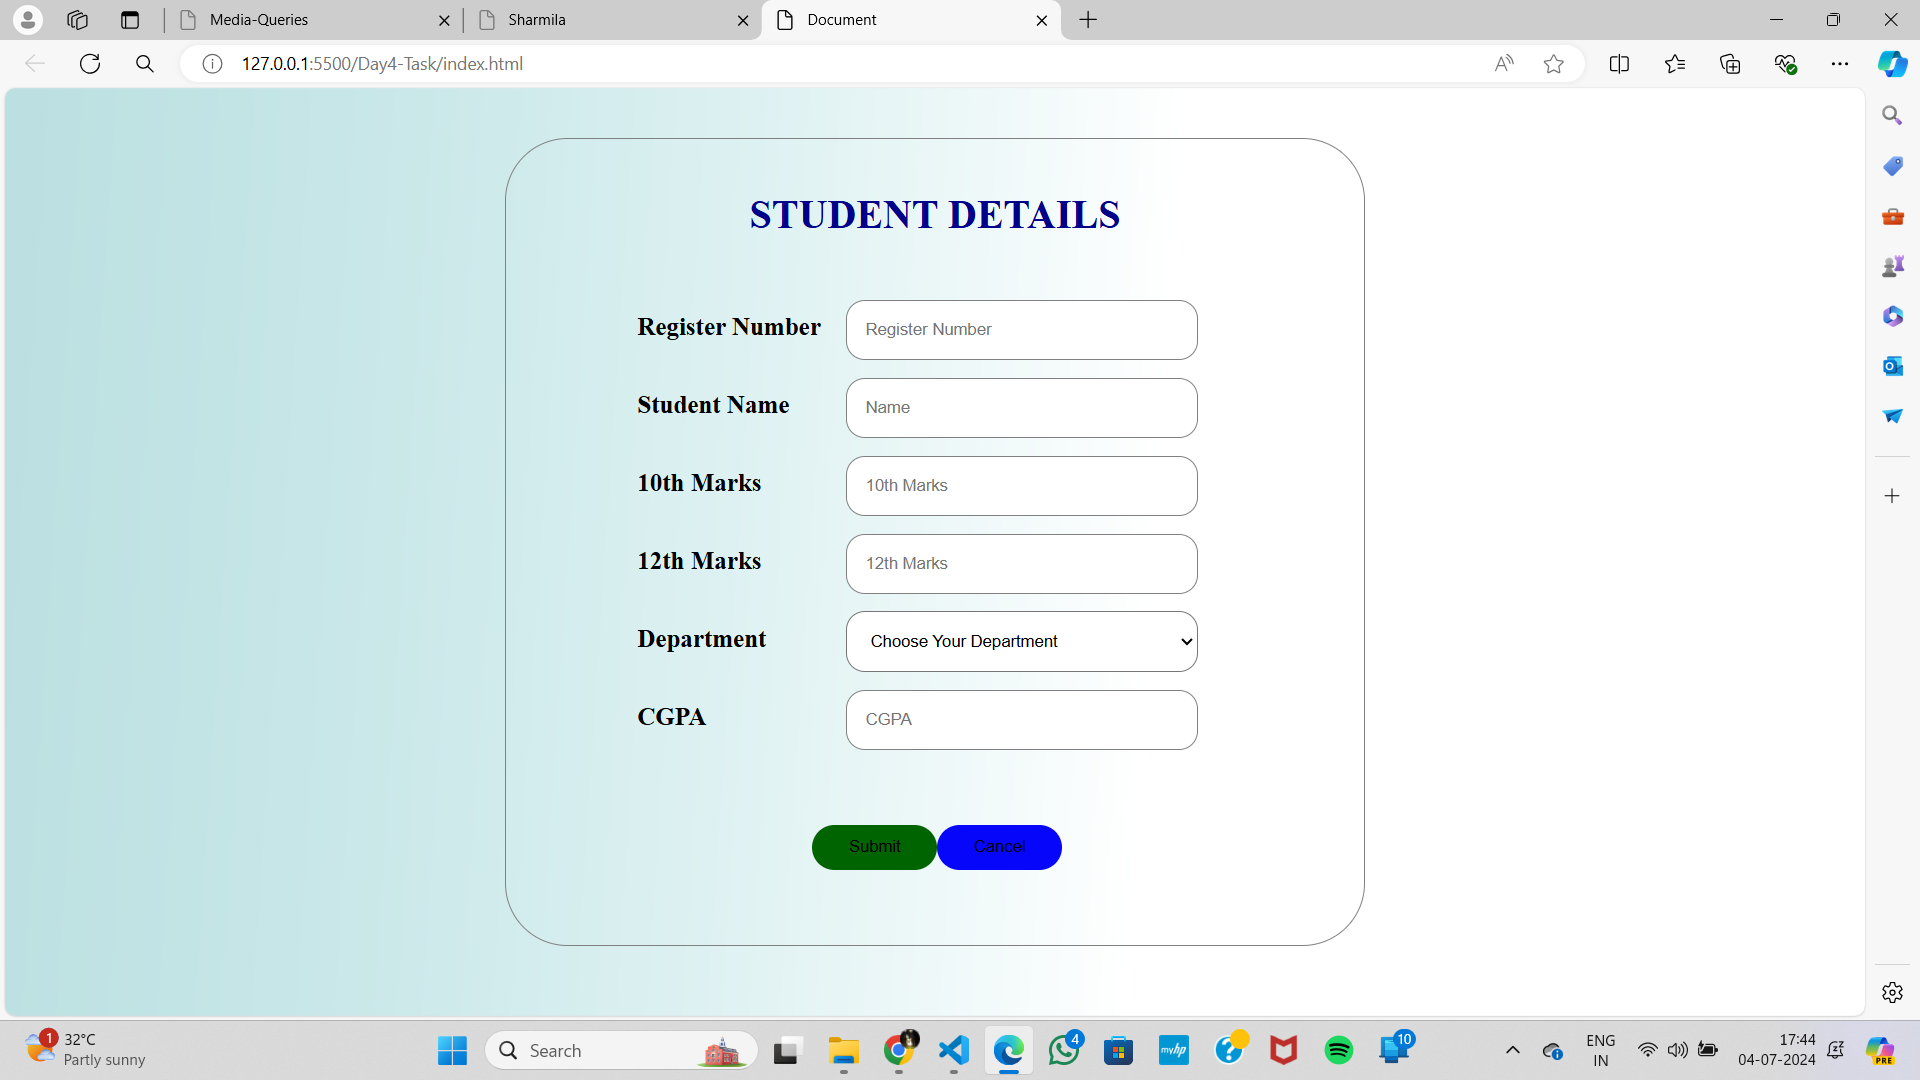 Media-Queries
Sharmila
Document
127.0.0.1:5500/Day4-Task/index.html
STUDENT DETAILS
Register Number
Register Number
Student Name
Name
10th Marks
10th Marks
12th Marks
12th Marks
Department
Choose Your Department
CGPA
CGPA
Submit
Cancel
1
32°C
Partly sunny
Search
4
myhp
10
ENG
IN
17:44
04-07-2024
PRE